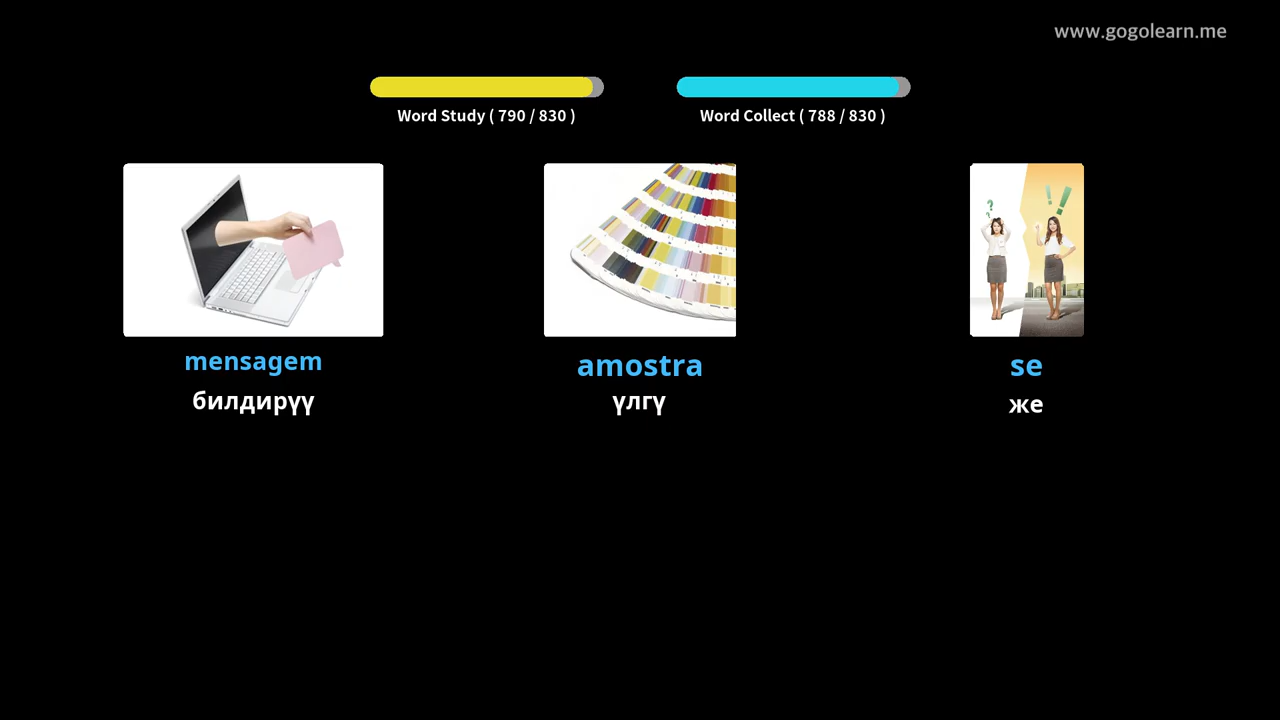 www.gogolearn.me
Word Study ( 790 / 830 )
Word Collect ( 788 / 830 )
mensagem
билдирүү
amostra
үлгү
se
же